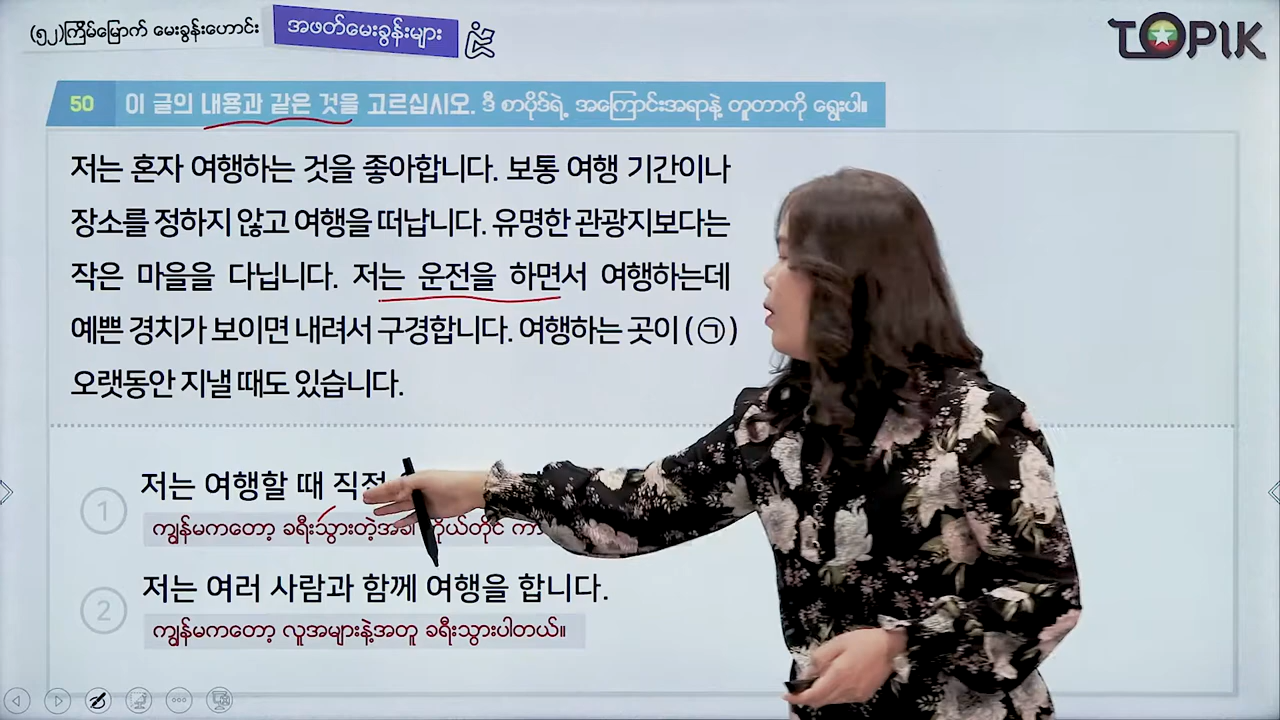 (၅၂)ကြိမ်မြောက် မေးခွန်းဟောင်း
အဖတ်မေးခွန်းများ
TOPIK
50 이 글의 내용과 같은 것을 고르십시오. ဒီ စာပိုဒ်ရဲ့ အကြောင်းအရာနဲ့ တူတာကို ရွေးပါ။
저는 혼자 여행하는 것을 좋아합니다. 보통 여행 기간이나
장소를 정하지 않고 여행을 떠납니다. 유명한 관광지보다는
작은 마을을 다닙니다. 저는 운전을 하면서 여행하는데
예쁜 경치가 보이면 내려서 구경합니다. 여행하는 곳이 (㉠)
오랫동안 지낼 때도 있습니다.
① 저는 여행할 때 직접
ကျွန်မကတော့ ခရီးသွားတဲ့အခါ
② 저는 여러 사람과 함께 여행을 합니다.
ကျွန်မကတော့ လူအများနဲ့အတူ ခရီးသွားပါတယ်။